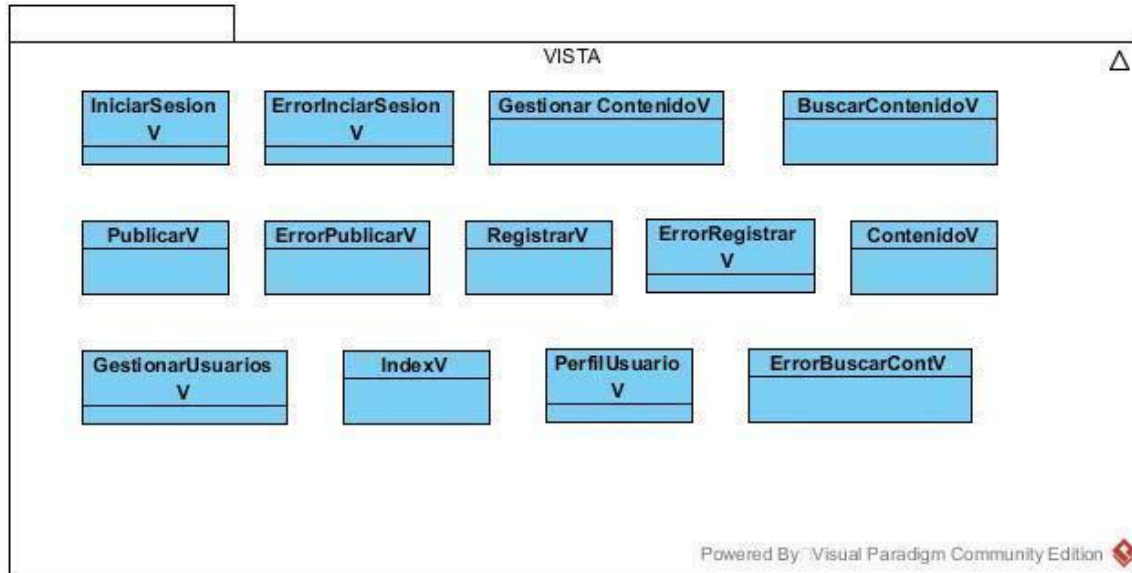 VISTA
IniciarSesion
V
ErrorInciarSesion
V
Gestionar ContenidoV
BuscarContenidoV
PublicarV
ErrorPublicarV
RegistrarV
ErrorRegistrar
V
ContenidoV
GestionarUsuarios
V
IndexV
PerfilUsuario
V
ErrorBuscarContV
Powered By Visual Paradigm Community Edition